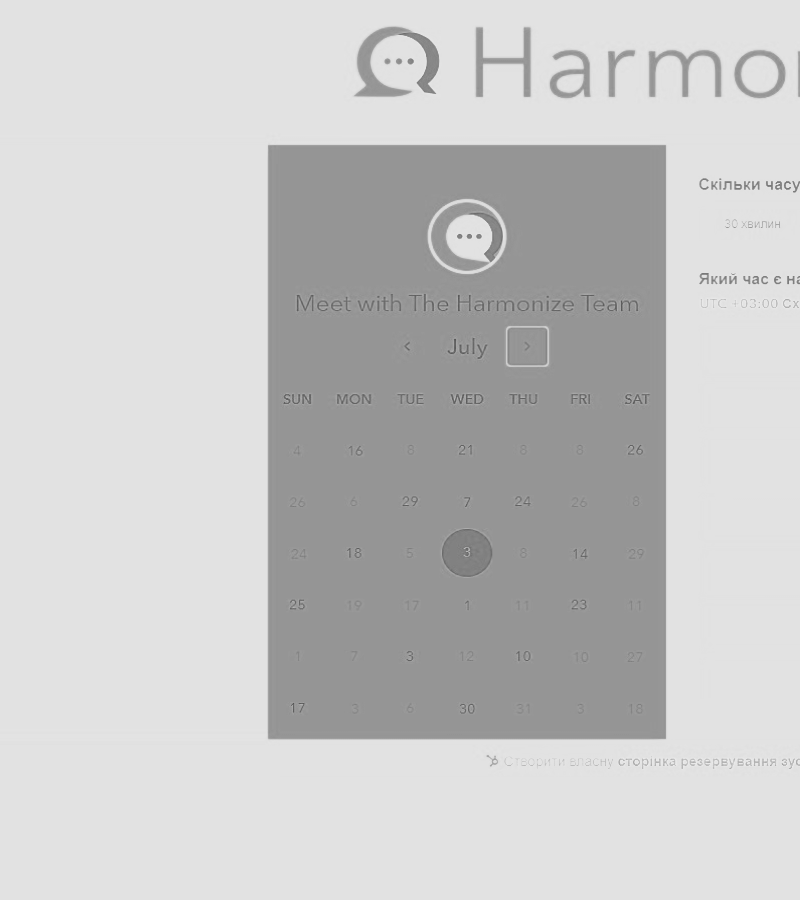 Harmo
Meet with The Harmonize Team
July
SUN MON TUE WED THU FRI SAT
4 16 8 21 8 8 26
26 6 29 7 24 26 8
24 18 5 3 8 14 29
25 19 17 1 11 23 11
1 7 3 12 10 10 27
17 3 6 30 31 3 18
Скільки часу
30 хвилин
Який час є на
UTC +03:00 Сх
Створити власну сторінка резервування зус